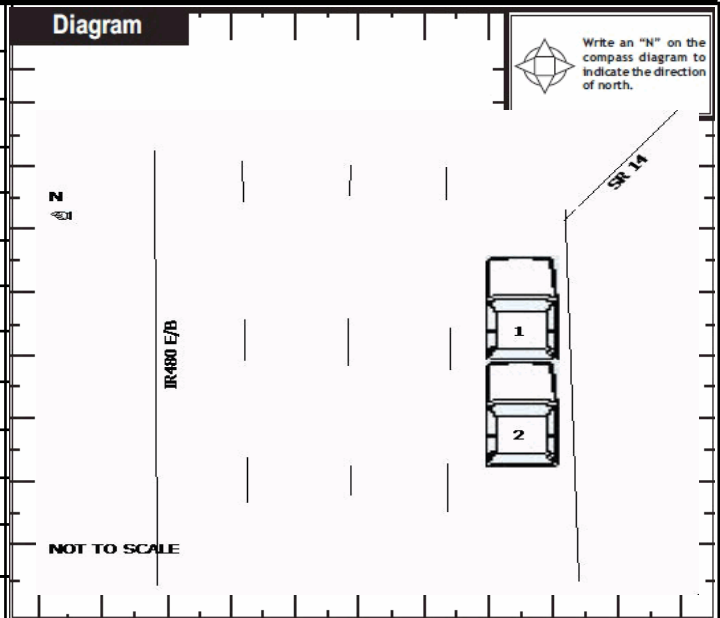 Diagram
Write an “N” on the
compass diagram to
indicate the direction
of north.
SR 14
N
IR480 E/B
1
2
NOT TO SCALE